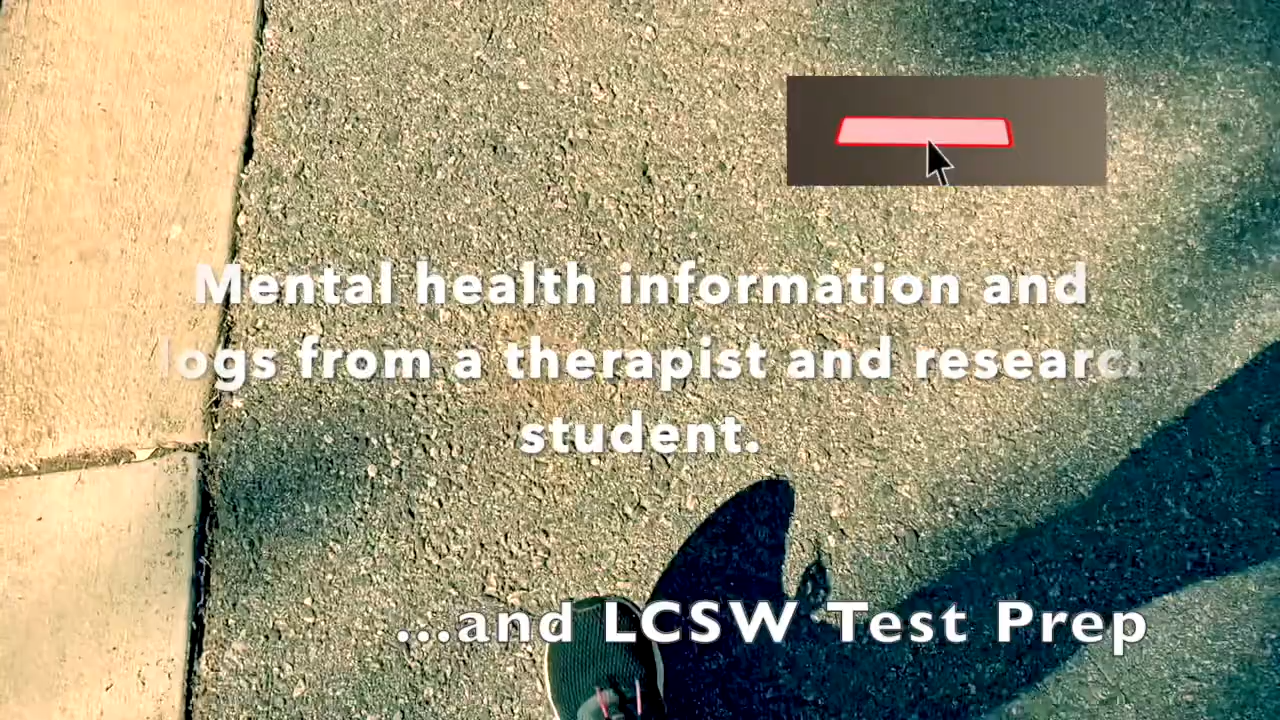 Mental health information and
logs from a therapist and research
student.
...and LCSW Test Prep